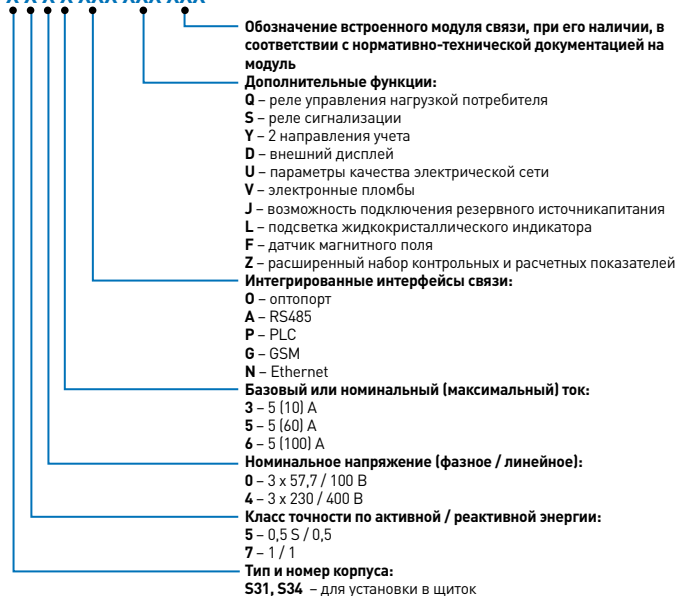 Обозначение встроенного модуля связи, при его наличии, в
соответствии с нормативно-технической документацией на
модуль
Дополнительные функции:
Q – реле управления нагрузкой потребителя
S – реле сигнализации
Y – 2 направления учета
D – внешний дисплей
U – параметры качества электрической сети
V – электронные пломбы
J – возможность подключения резервного источникапитания
L – подсветка жидкокристаллического индикатора
F – датчик магнитного поля
Z – расширенный набор контрольных и расчетных показателей
Интегрированные интерфейсы связи:
O – оптопорт
A – RS485
P – PLC
G – GSM
N – Ethernet
Базовый или номинальный (максимальный) ток:
3 – 5 (10) А
5 – 5 (60) А
6 – 5 (100) А
Номинальное напряжение (фазное / линейное):
0 – 3 x 57,7 / 100 В
4 – 3 x 230 / 400 В
Класс точности по активной / реактивной энергии:
5 – 0,5 S / 0,5
7 – 1 / 1
Тип и номер корпуса:
S31, S34 – для установки в щиток